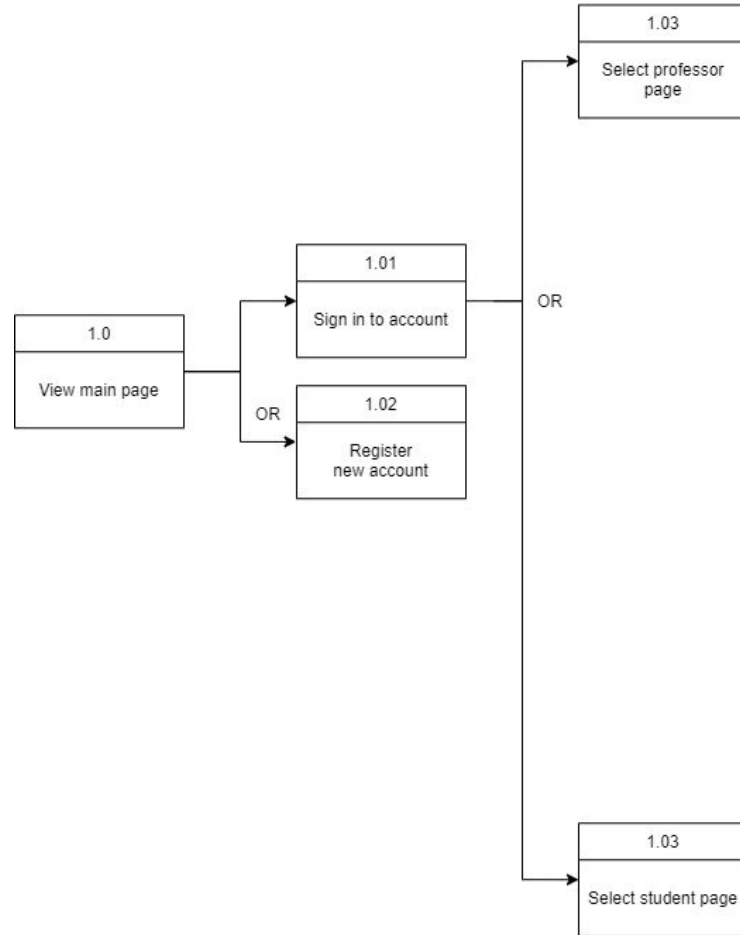 1.03
Select professor
page
1.01
Sign in to account
OR
1.0
View main page
OR
1.02
Register
new account
1.03
Select student page